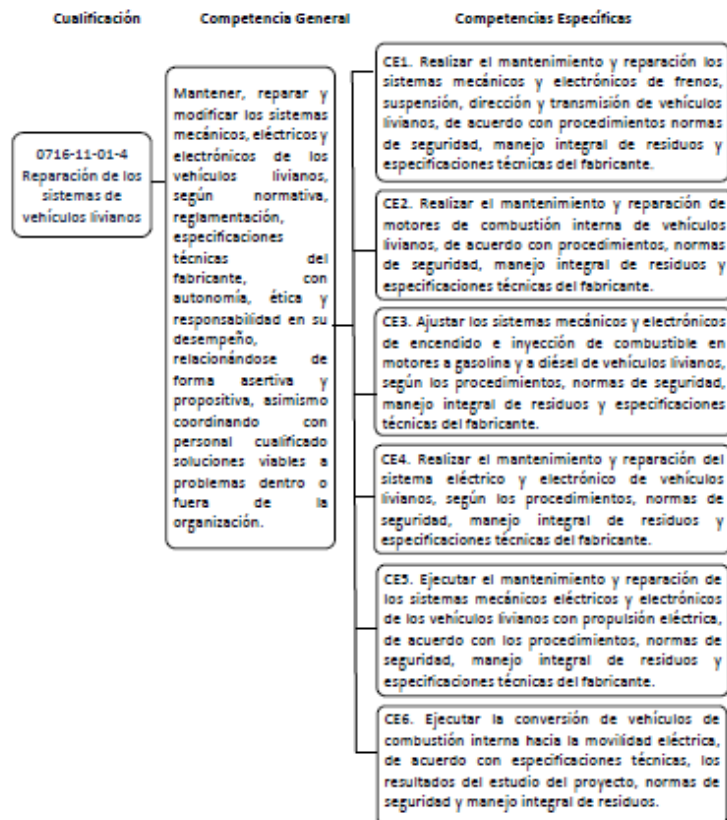 Cualificación
Competencia General
Competencias Específicas
0716-11-01-4
Reparación de los
sistemas de
vehículos livianos
Mantener, reparar y
modificar los sistemas
mecánicos, eléctricos y
electrónicos de los
vehículos livianos,
según normativa,
reglamentación,
especificaciones
técnicas del
fabricante, con
autonomía, ética y
responsabilidad en su
desempeño,
relacionándose de
forma asertiva y
propositiva, asimismo
coordinando con
personal cualificado
soluciones viables a
problemas dentro o
fuera de la
organización.
CE1. Realizar el mantenimiento y reparación los
sistemas mecánicos y electrónicos de frenos,
suspensión, dirección y transmisión de vehículos
livianos, de acuerdo con procedimientos normas
de seguridad, manejo integral de residuos y
especificaciones técnicas del fabricante.
CE2. Realizar el mantenimiento y reparación de
motores de combustión interna de vehículos
livianos, de acuerdo con procedimientos, normas
de seguridad, manejo integral de residuos y
especificaciones técnicas del fabricante.
CE3. Ajustar los sistemas mecánicos y electrónicos
de encendido e inyección de combustible en
motores a gasolina y a diésel de vehículos livianos,
según los procedimientos, normas de seguridad,
manejo integral de residuos y especificaciones
técnicas del fabricante.
CE4. Realizar el mantenimiento y reparación del
sistema eléctrico y electrónico de vehículos
livianos, según los procedimientos, normas de
seguridad, manejo integral de residuos y
especificaciones técnicas del fabricante.
CE5. Ejecutar el mantenimiento y reparación de
los sistemas mecánicos eléctricos y electrónicos
de los vehículos livianos con propulsión eléctrica,
de acuerdo con los procedimientos, normas de
seguridad, manejo integral de residuos y
especificaciones técnicas del fabricante.
CE6. Ejecutar la conversión de vehículos de
combustión interna hacia la movilidad eléctrica,
de acuerdo con especificaciones técnicas, los
resultados del estudio del proyecto, normas de
seguridad y manejo integral de residuos.